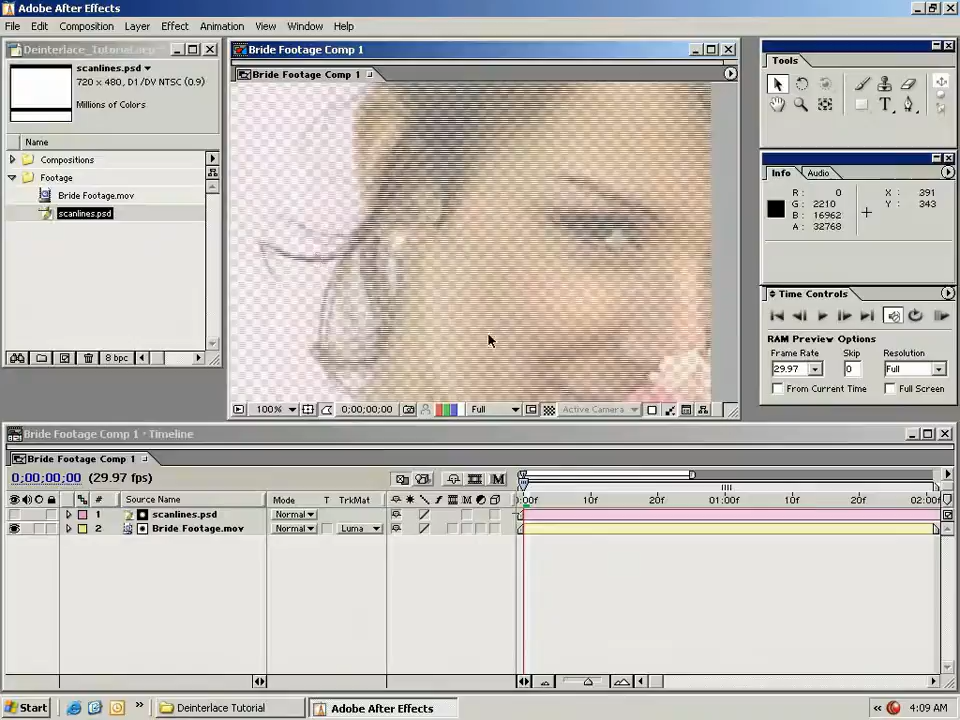 Adobe After Effects
File Edit Composition Layer Effect Animation View Window Help
Deinterlace_Tutorial.aep
scanlines.psd
720 x 480, D1/DV NTSC (0.9)
Millions of Colors
Name
Compositions
Footage
Bride Footage.mov
scanlines.psd
8 bpc
Bride Footage Comp 1
Bride Footage Comp 1
100% 0;00;00;00 Full Active Camera
Tools
T
Info Audio
R: 0 X: 391
G: 2210 Y: 343
B: 16962
A: 32768
Time Controls
RAM Preview Options
Frame Rate Skip Resolution
29.97 0 Full
From Current Time Full Screen
Bride Footage Comp 1 · Timeline
Bride Footage Comp 1
0;00;00;00 (29.97 fps) M
0:00f 10f 20f 01:00f 10f 20f 02:00f
# Source Name Mode T TrkMat
1 scanlines.psd Normal
2 Bride Footage.mov Normal Luma
Start Deinterlace Tutorial Adobe After Effects 4:09 AM